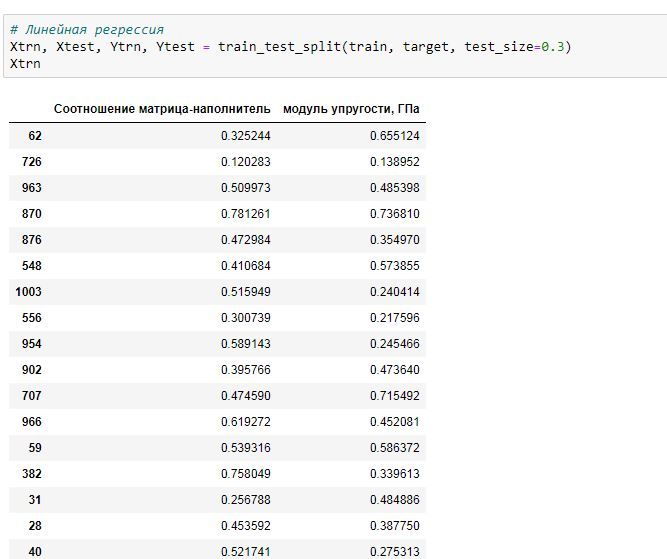 # Линейная регрессия
Xtrn, Xtest, Ytrn, Ytest = train_test_split(train, target, test_size=0.3)
Xtrn
Соотношение матрица-наполнитель модуль упругости, ГПа
62 0.325244 0.655124
726 0.120283 0.138952
963 0.509973 0.485398
870 0.781261 0.736810
876 0.472984 0.354970
548 0.410684 0.573855
1003 0.515949 0.240414
556 0.300739 0.217596
954 0.589143 0.245466
902 0.395766 0.473640
707 0.474590 0.715492
966 0.619272 0.452081
59 0.539316 0.586372
382 0.758049 0.339613
31 0.256788 0.484886
28 0.453592 0.387750
40 0.521741 0.275313